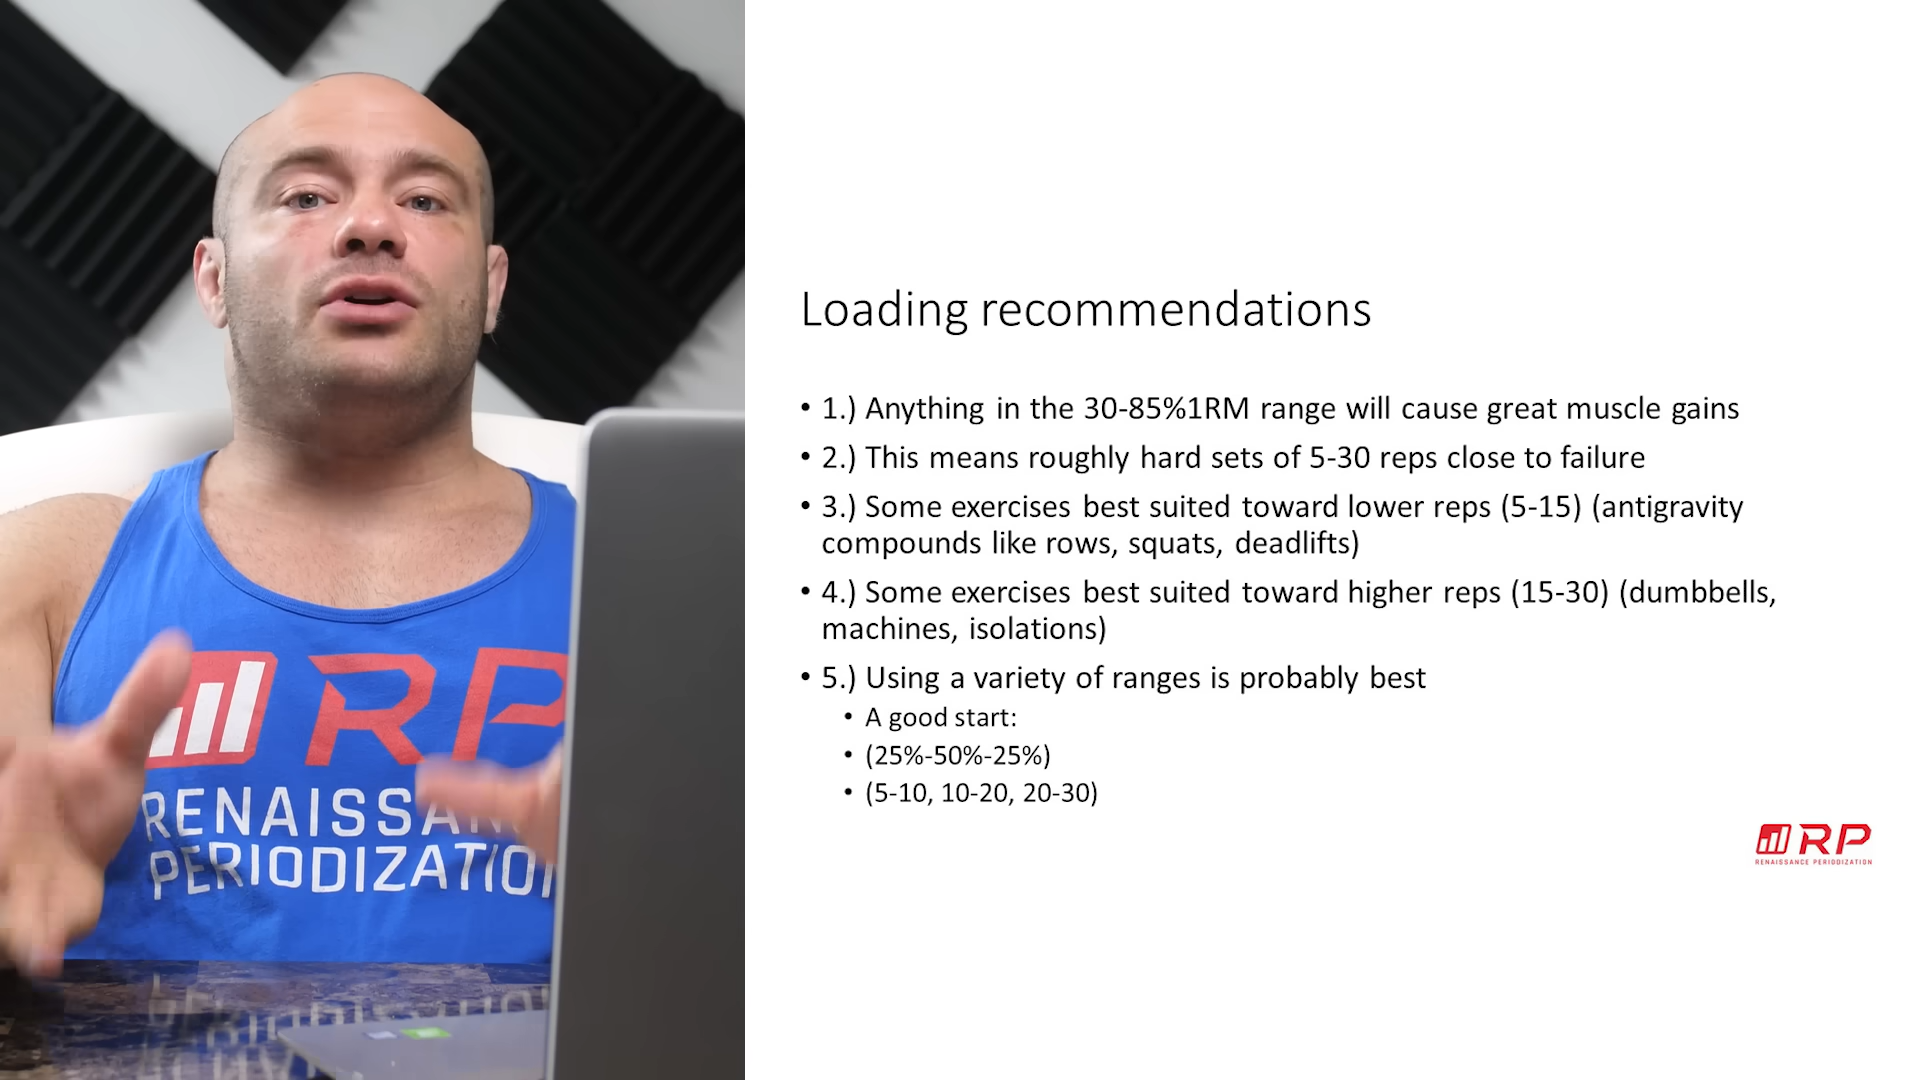 Loading recommendations
• 1.) Anything in the 30-85%1RM range will cause great muscle gains
• 2.) This means roughly hard sets of 5-30 reps close to failure
• 3.) Some exercises best suited toward lower reps (5-15) (antigravity
compounds like rows, squats, deadlifts)
• 4.) Some exercises best suited toward higher reps (15-30) (dumbbells,
machines, isolations)
• 5.) Using a variety of ranges is probably best
• A good start:
• (25%-50%-25%)
• (5-10, 10-20, 20-30)
RP
RENAISSANCE PERIODIZATION
RP
RENAISSAN
PERIODIZATION